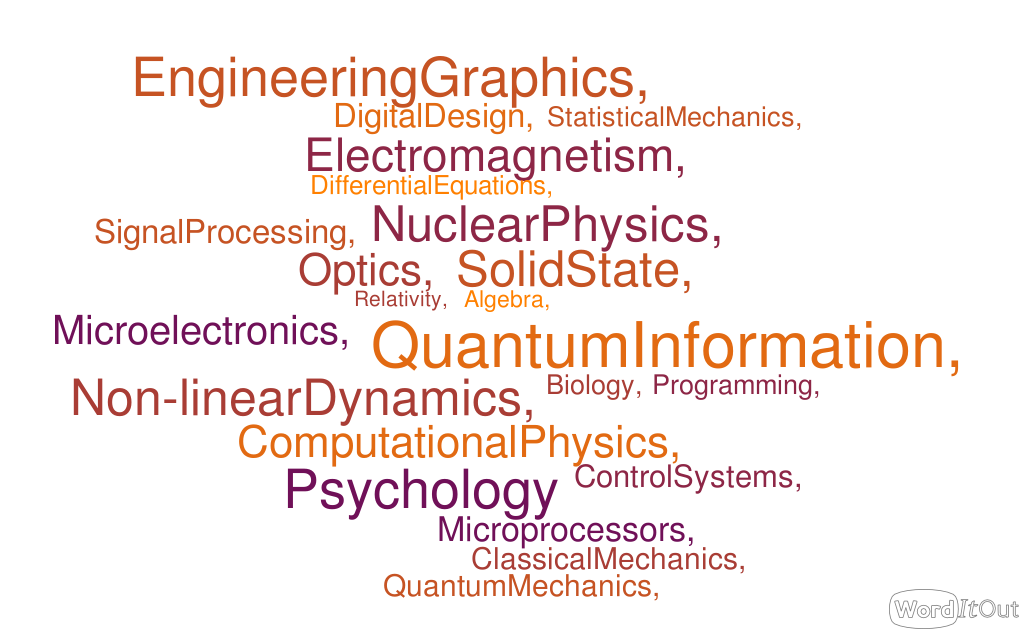 EngineeringGraphics,
DigitalDesign, StatisticalMechanics,
Electromagnetism,
DifferentialEquations,
SignalProcessing, NuclearPhysics,
Optics, SolidState,
Relativity, Algebra,
Microelectronics, QuantumInformation,
Non-linearDynamics, Biology, Programming,
ComputationalPhysics,
Psychology ControlSystems,
Microprocessors,
ClassicalMechanics,
QuantumMechanics,
WordItOut